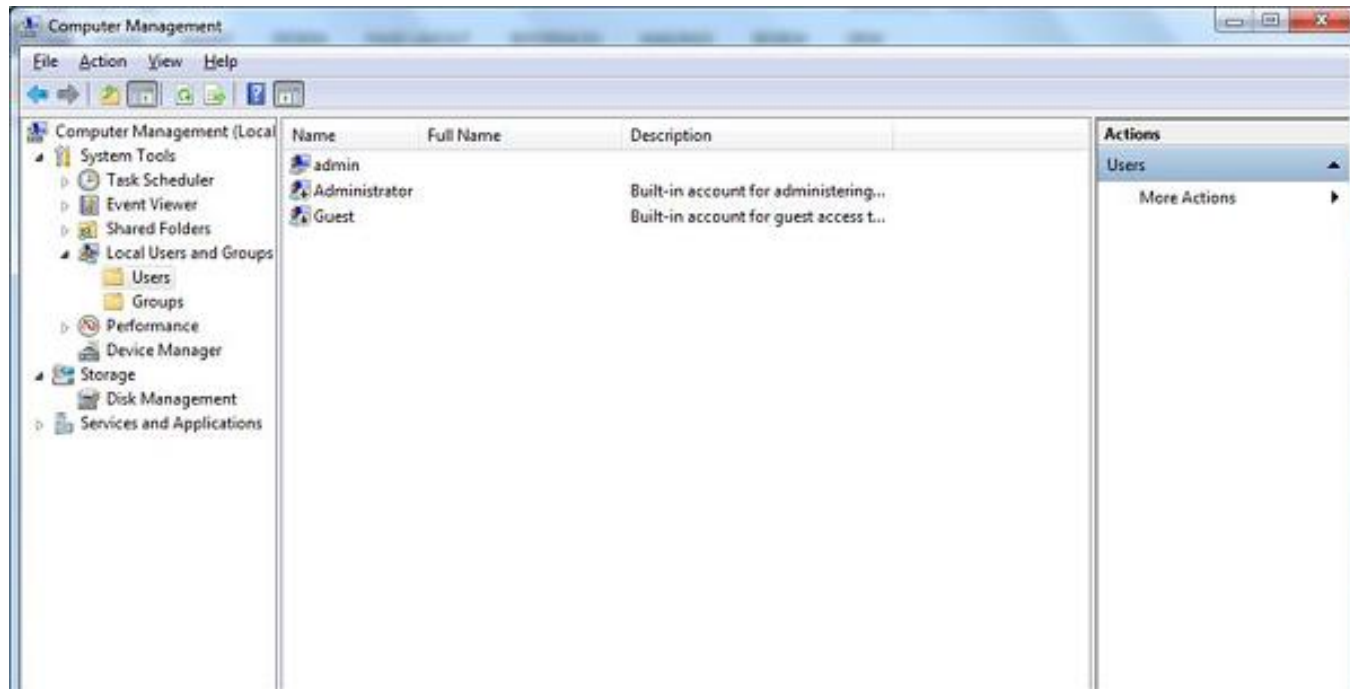 Computer Management
File Action View Help
Computer Management (Local
System Tools
Task Scheduler
Event Viewer
Shared Folders
Local Users and Groups
Users
Groups
Performance
Device Manager
Storage
Disk Management
Services and Applications
Name Full Name Description
admin
Administrator Built-in account for administering...
Guest Built-in account for guest access t...
Actions
Users
More Actions